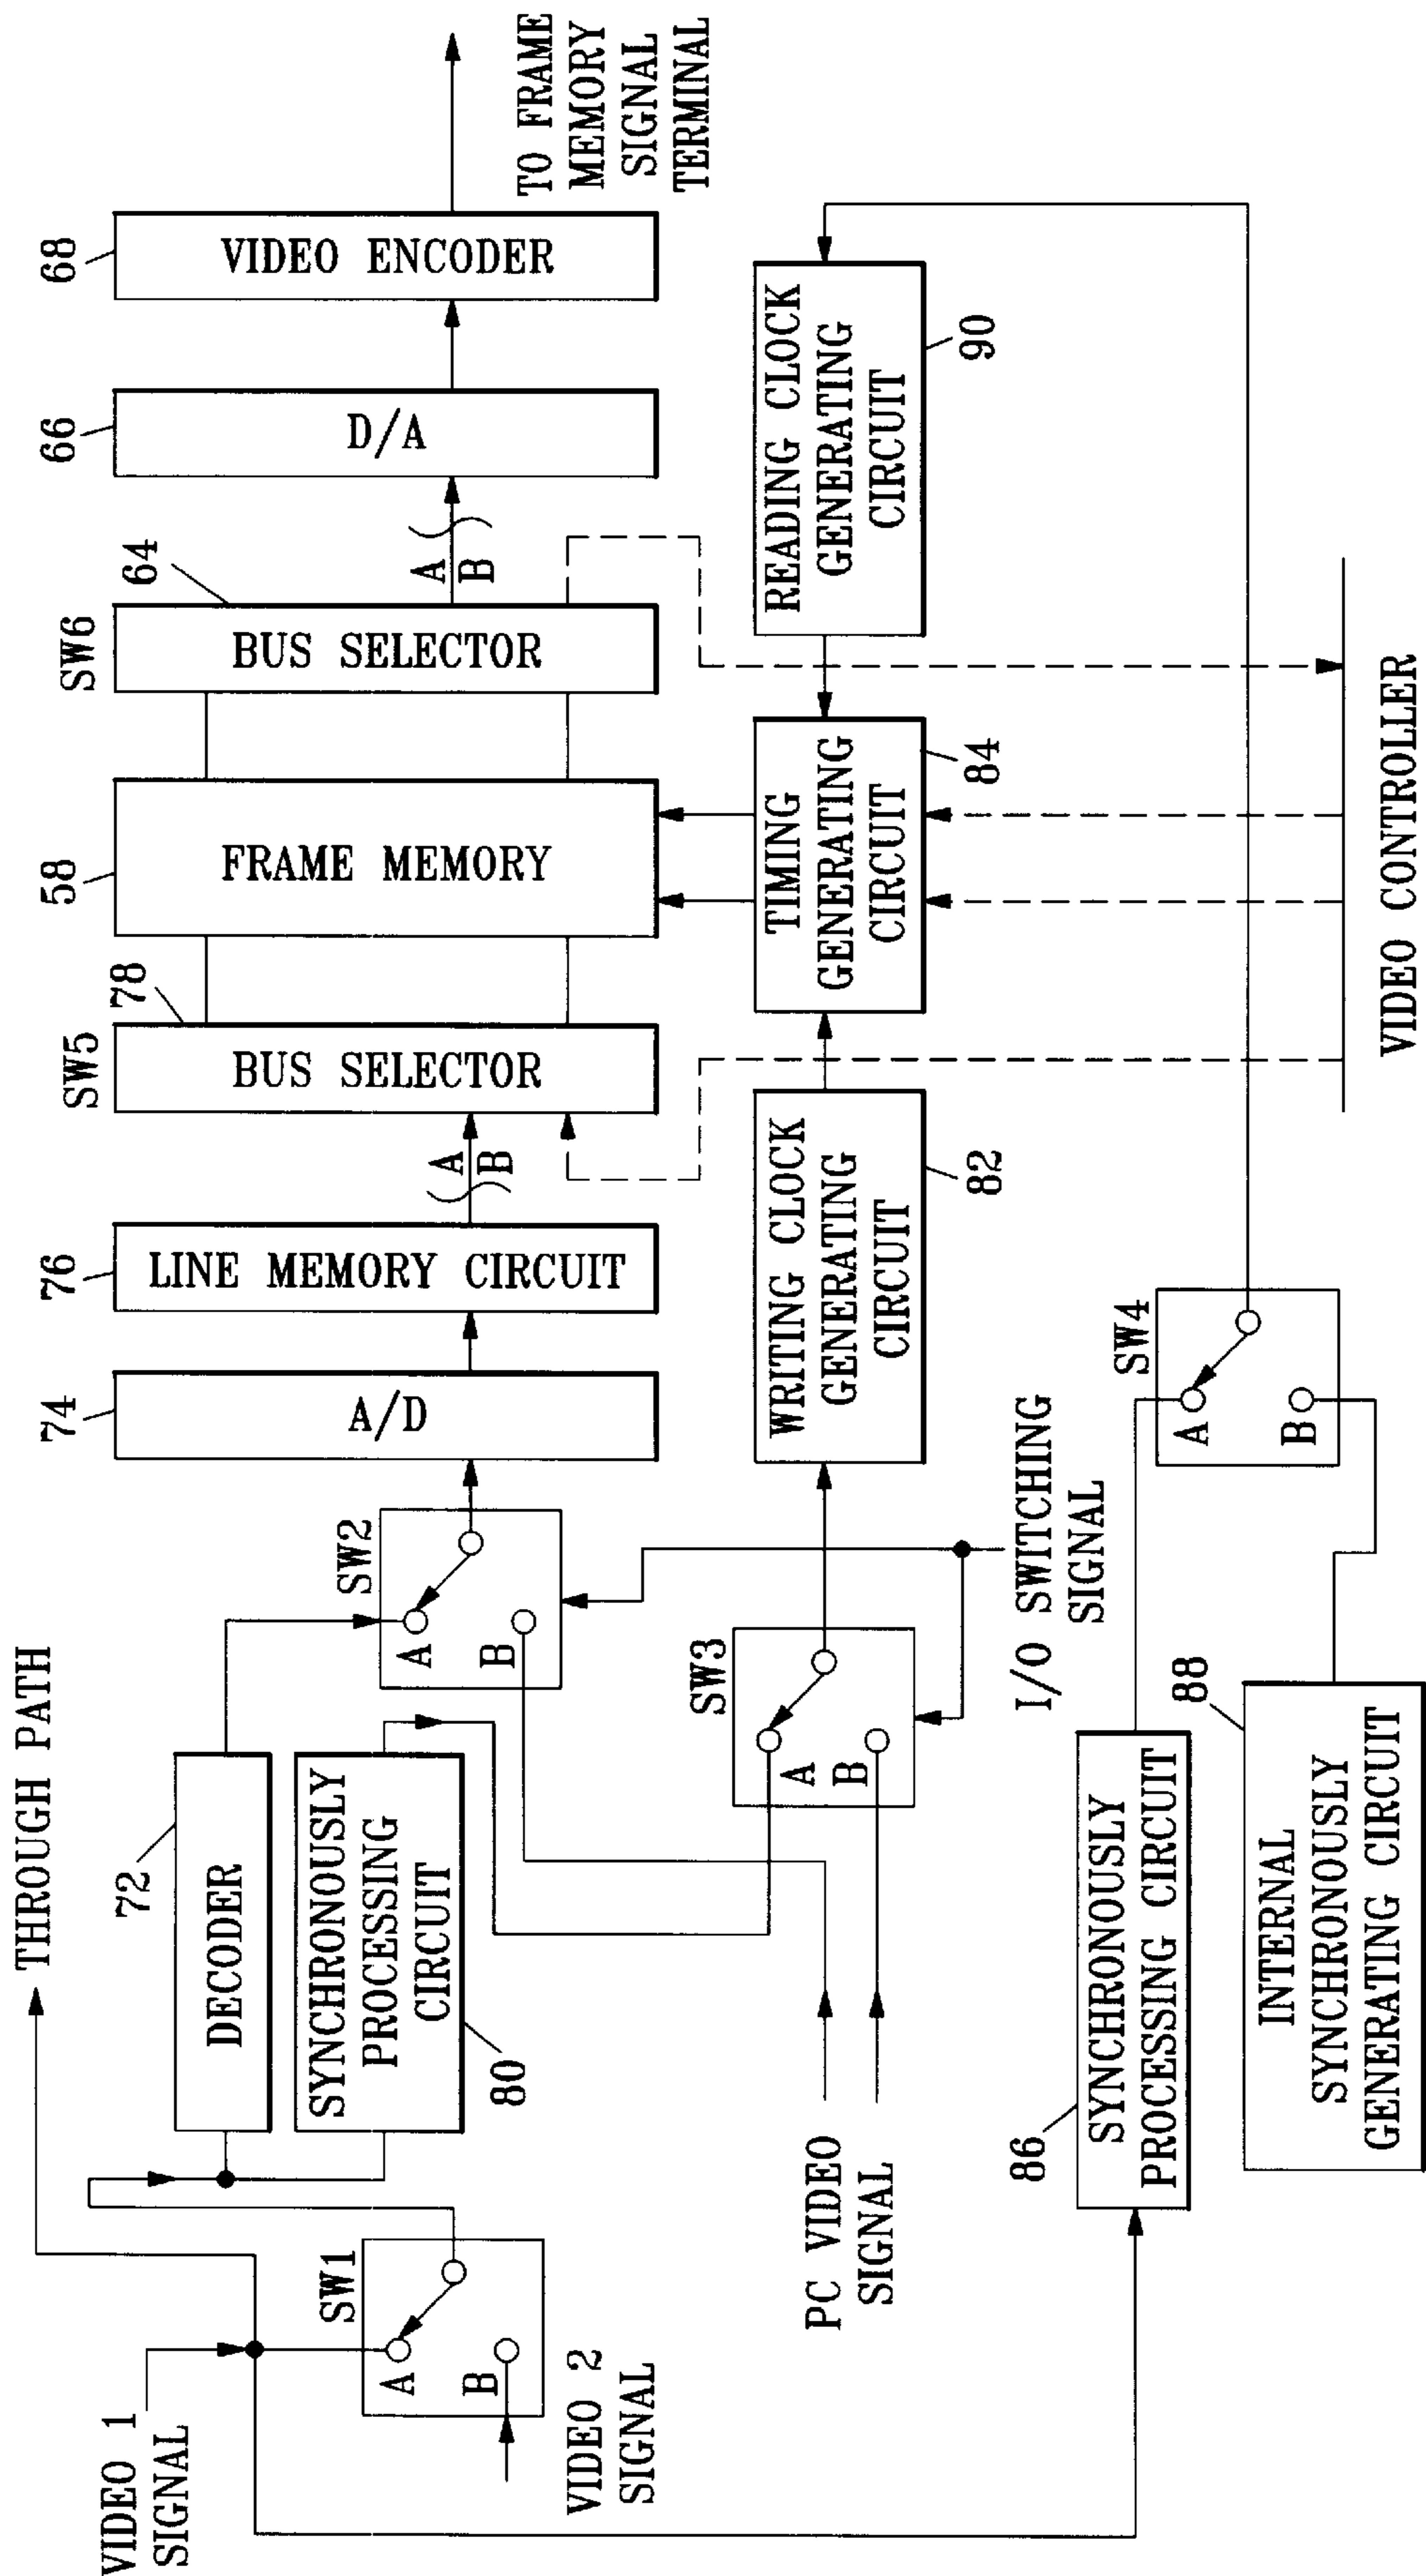 THROUGH PATH
VIDEO 1
SIGNAL
SW1
A
B
VIDEO 2
SIGNAL
72
DECODER
SYNCHRONOUSLY
PROCESSING
CIRCUIT
80
SW2
A
B
74
A/D
76
LINE MEMORY CIRCUIT
A
B
SW5
78
BUS SELECTOR
58
FRAME MEMORY
SW6
64
BUS SELECTOR
A
B
66
D/A
68
VIDEO ENCODER
TO FRAME
MEMORY
SIGNAL
TERMINAL
PC VIDEO
SIGNAL
SW3
A
B
WRITING CLOCK
GENERATING
CIRCUIT
82
TIMING
GENERATING
CIRCUIT
84
READING CLOCK
GENERATING
CIRCUIT
90
I/O SWITCHING
SIGNAL
86
SYNCHRONOUSLY
PROCESSING CIRCUIT
88
INTERNAL
SYNCHRONOUSLY
GENERATING CIRCUIT
SW4
A
B
VIDEO CONTROLLER